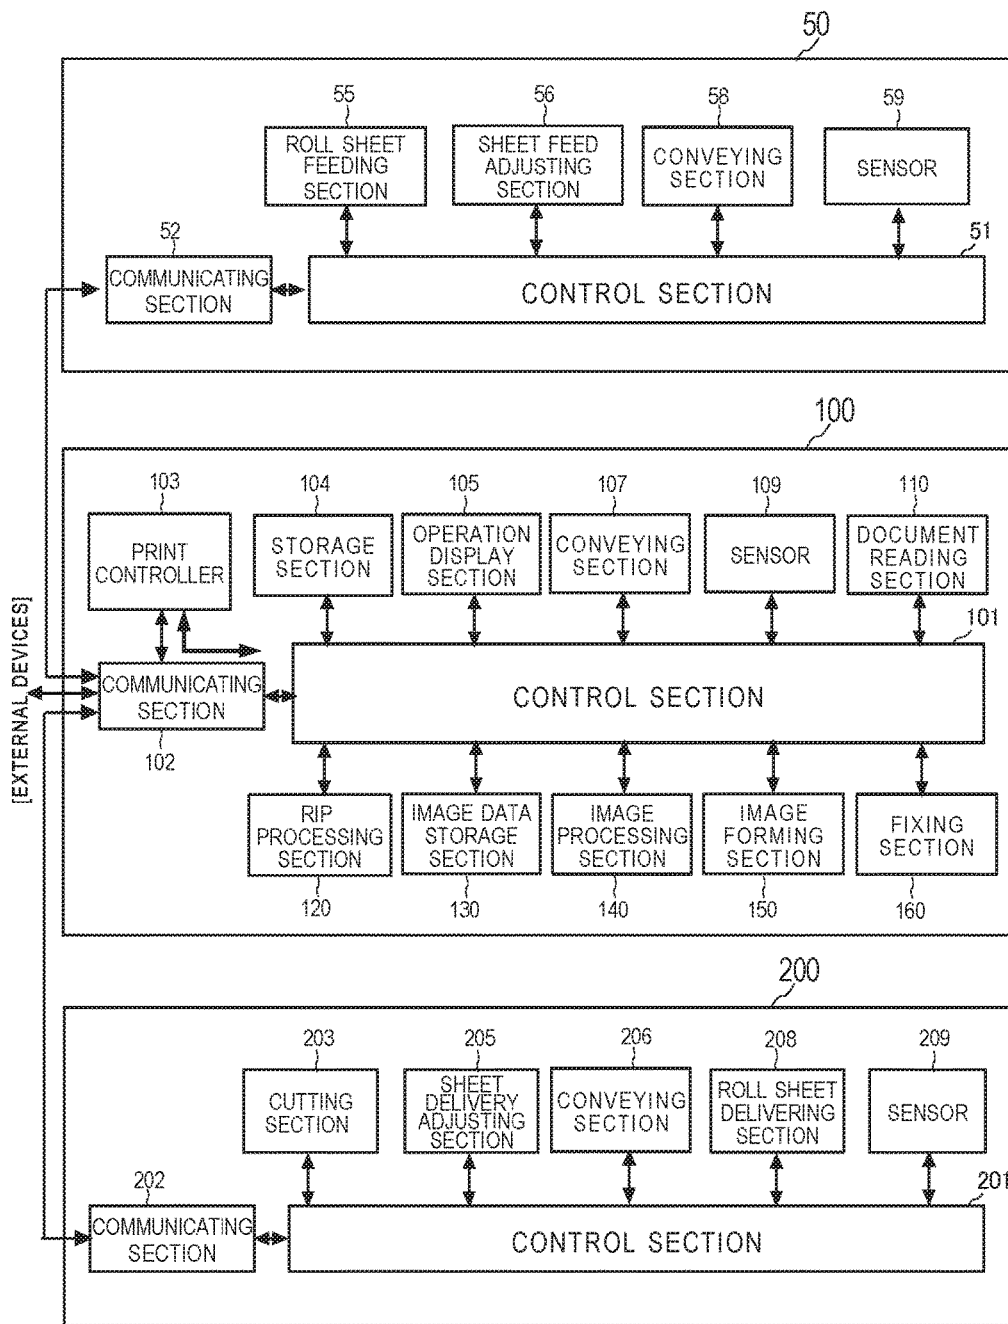 50
55
56
58
59
ROLL SHEET
FEEDING
SECTION
SHEET FEED
ADJUSTING
SECTION
CONVEYING
SECTION
SENSOR
52
51
COMMUNICATING
SECTION
CONTROL SECTION
100
103
104
105
107
109
110
PRINT
CONTROLLER
STORAGE
SECTION
OPERATION
DISPLAY
SECTION
CONVEYING
SECTION
SENSOR
DOCUMENT
READING
SECTION
101
[EXTERNAL DEVICES]
COMMUNICATING
SECTION
102
CONTROL SECTION
RIP
PROCESSING
SECTION
IMAGE DATA
STORAGE
SECTION
IMAGE
PROCESSING
SECTION
IMAGE
FORMING
SECTION
FIXING
SECTION
120
130
140
150
160
200
203
205
206
208
209
CUTTING
SECTION
SHEET
DELIVERY
ADJUSTING
SECTION
CONVEYING
SECTION
ROLL SHEET
DELIVERING
SECTION
SENSOR
202
201
COMMUNICATING
SECTION
CONTROL SECTION